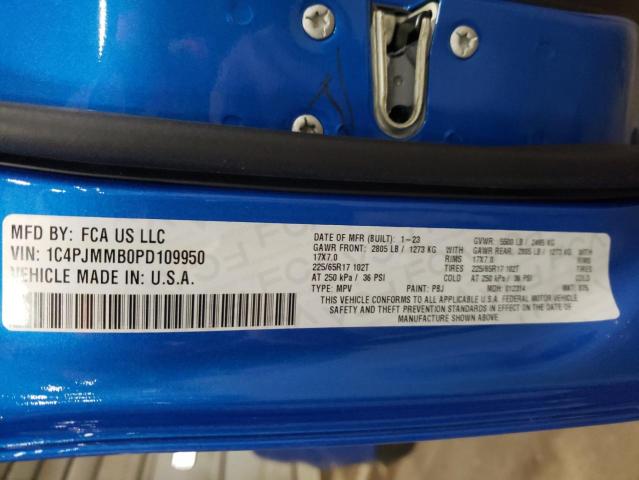 MFD BY: FCA US LLC
VIN: 1C4PJMMB0PD109950
VEHICLE MADE IN: U.S.A.
DATE OF MFR (BUILT): 1-23 GVWR: 5500 LB / 2495 KG
GAWR FRONT: 2805 LB / 1273 KG WITH GAWR REAR: 2805 LB / 1273 KG WITH
17X7.0 RIMS 17X7.0 RIMS
225/65R17 102T TIRES 225/65R17 102T TIRES
AT 250 kPa / 36 PSI COLD AT 250 kPa / 36 PSI COLD
TYPE: MPV PAINT: PBJ MDH: 012314
THIS VEHICLE CONFORMS TO ALL APPLICABLE U.S.A. FEDERAL MOTOR VEHICLE,
SAFETY AND THEFT PREVENTION STANDARDS IN EFFECT ON THE DATE OF
MANUFACTURE SHOWN ABOVE.